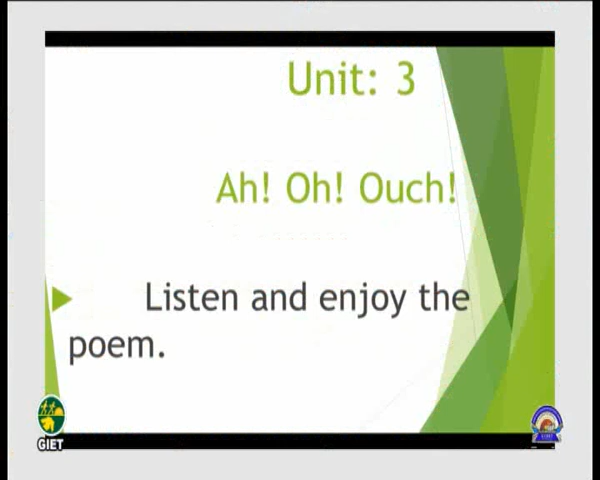 Unit: 3
Ah! Oh! Ouch!
Listen and enjoy the
poem.
GIET